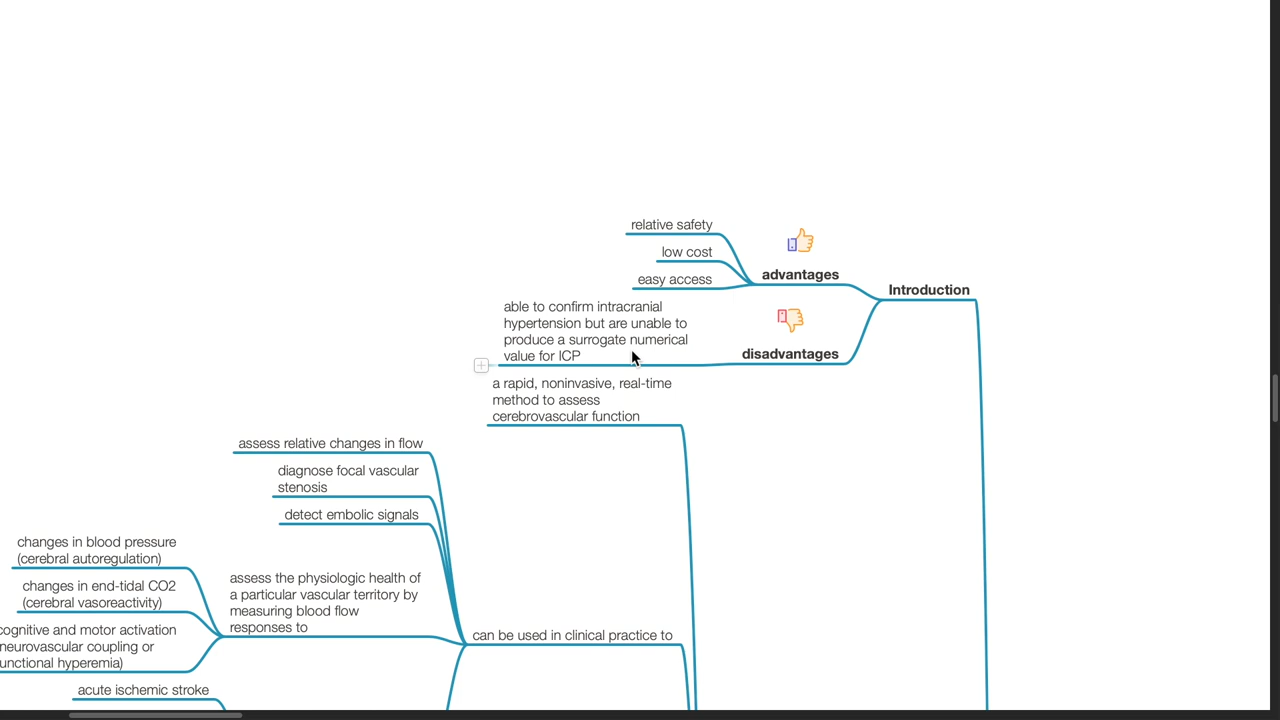 relative safety
low cost
easy access
advantages
Introduction
able to confirm intracranial
hypertension but are unable to
produce a surrogate numerical
value for ICP
disadvantages
a rapid, noninvasive, real-time
method to assess
cerebrovascular function
assess relative changes in flow
diagnose focal vascular
stenosis
detect embolic signals
changes in blood pressure
(cerebral autoregulation)
changes in end-tidal CO2
(cerebral vasoreactivity)
cognitive and motor activation
neurovascular coupling or
unctional hyperemia)
assess the physiologic health of
a particular vascular territory by
measuring blood flow
responses to
can be used in clinical practice to
acute ischemic stroke